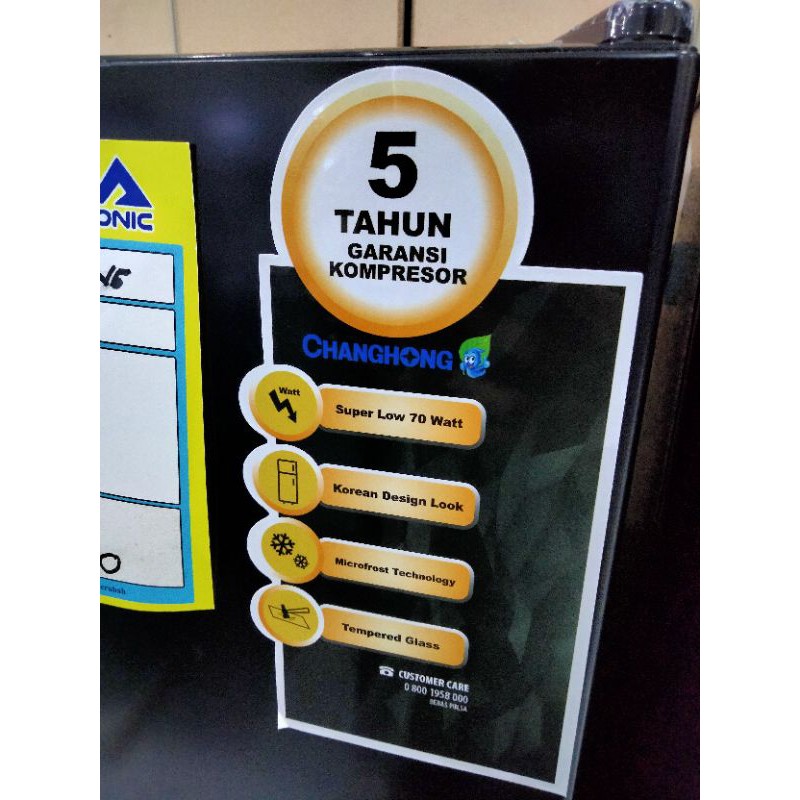 5
TAHUN
GARANSI
KOMPRESOR
CHANGHONG
Watt
Super Low 70 Watt
Korean Design Look
Microfrost Technology
Tempered Glass
CUSTOMER CARE
0 800 1958 000
BEBAS PULSA
ONIC